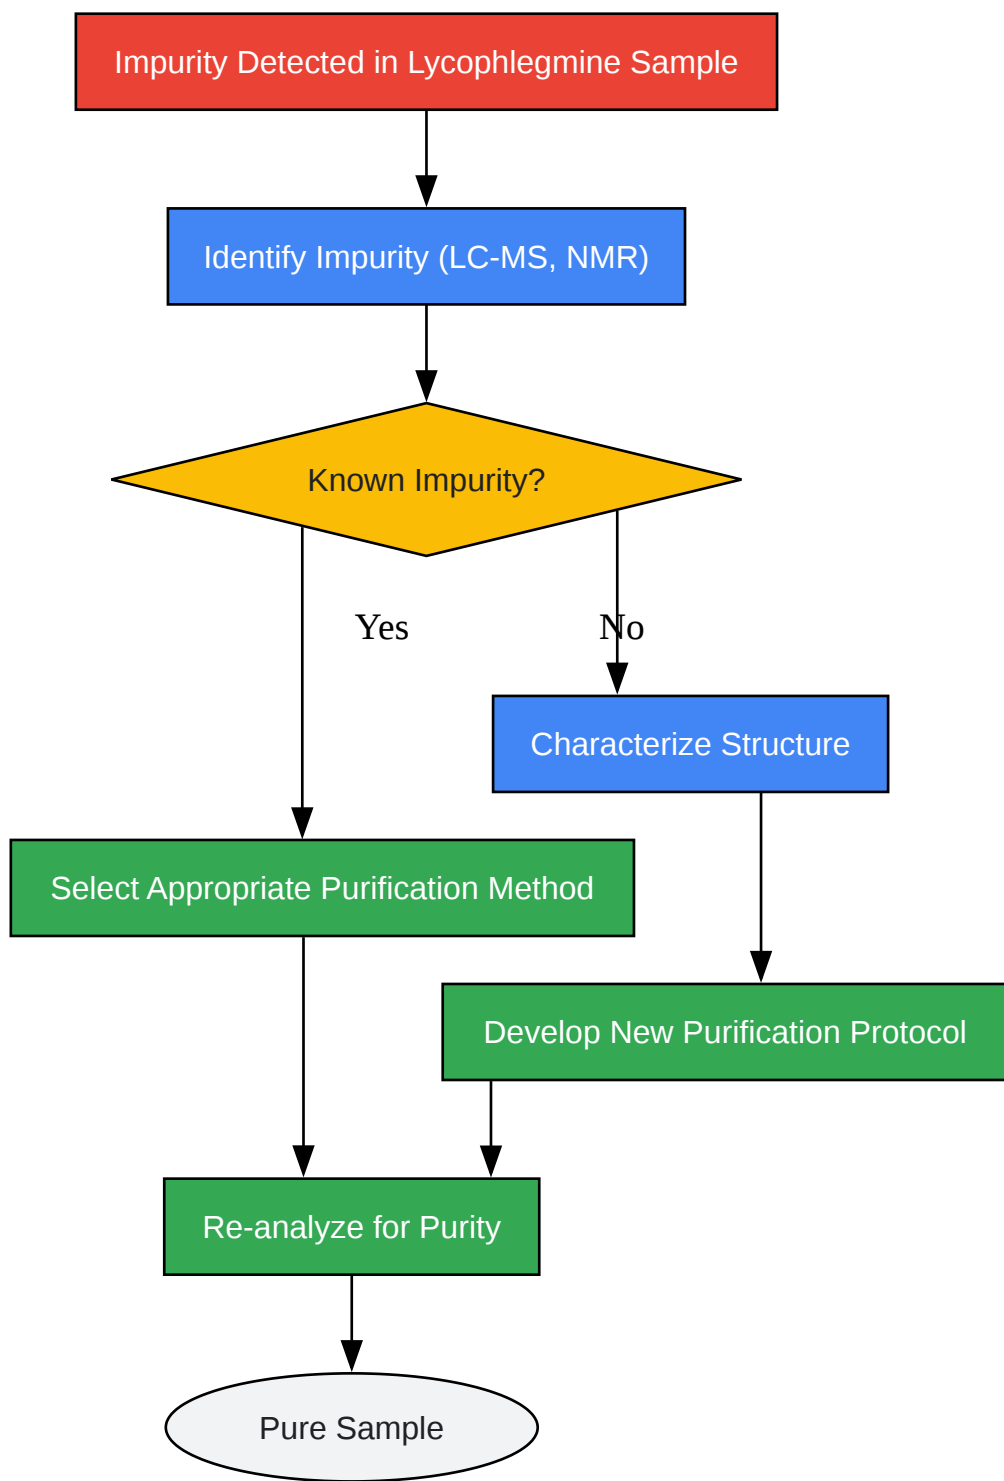 Impurity Detected in Lycophlegmine Sample
Identify Impurity (LC-MS, NMR)
Known Impurity?
Yes
No
Characterize Structure
Select Appropriate Purification Method
Develop New Purification Protocol
Re-analyze for Purity
Pure Sample